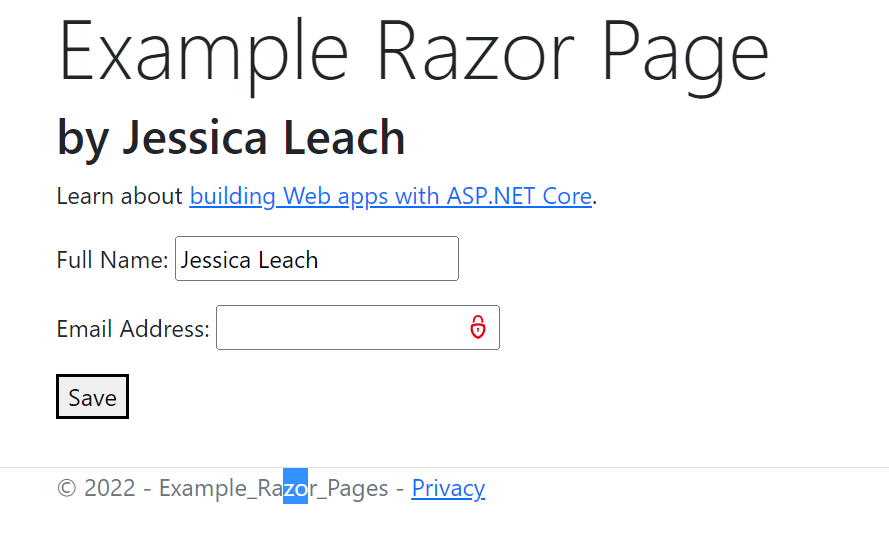 Example Razor Page
by Jessica Leach
Learn about building Web apps with ASP.NET Core.
Full Name: Jessica Leach
Email Address:
Save
© 2022 - Example_Razor_Pages - Privacy